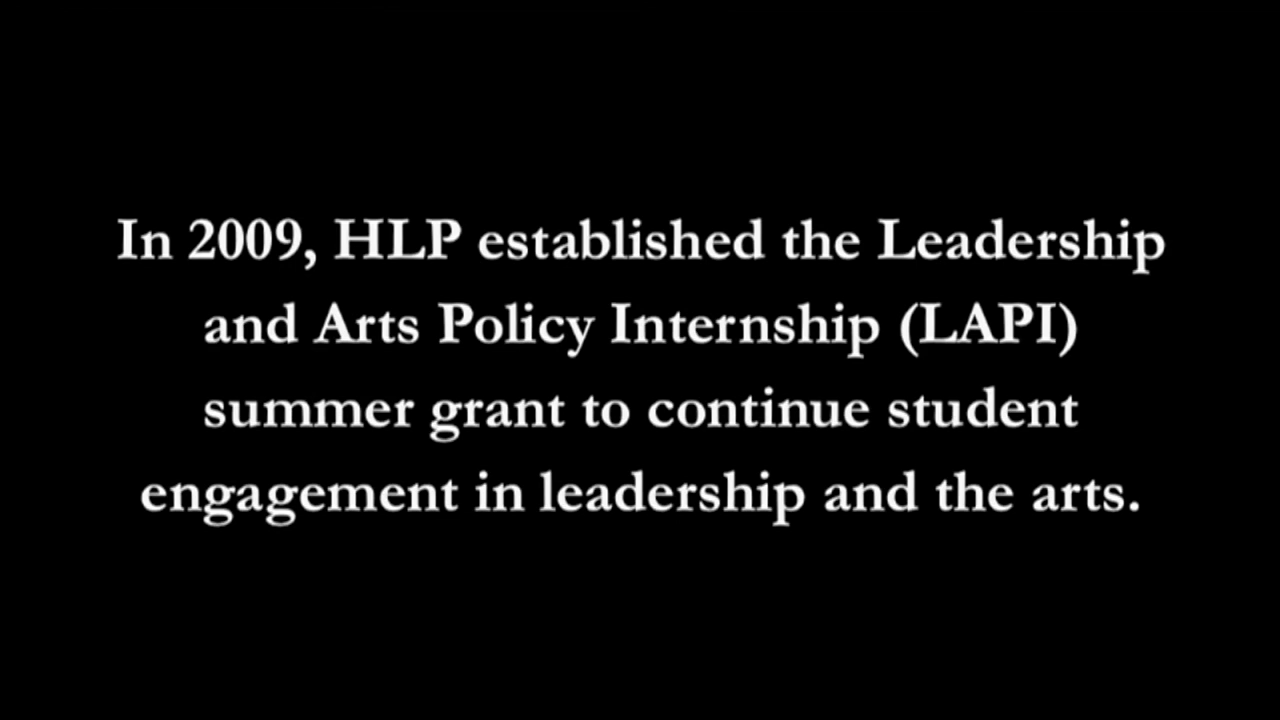 In 2009, HLP established the Leadership
and Arts Policy Internship (LAPI)
summer grant to continue student
engagement in leadership and the arts.